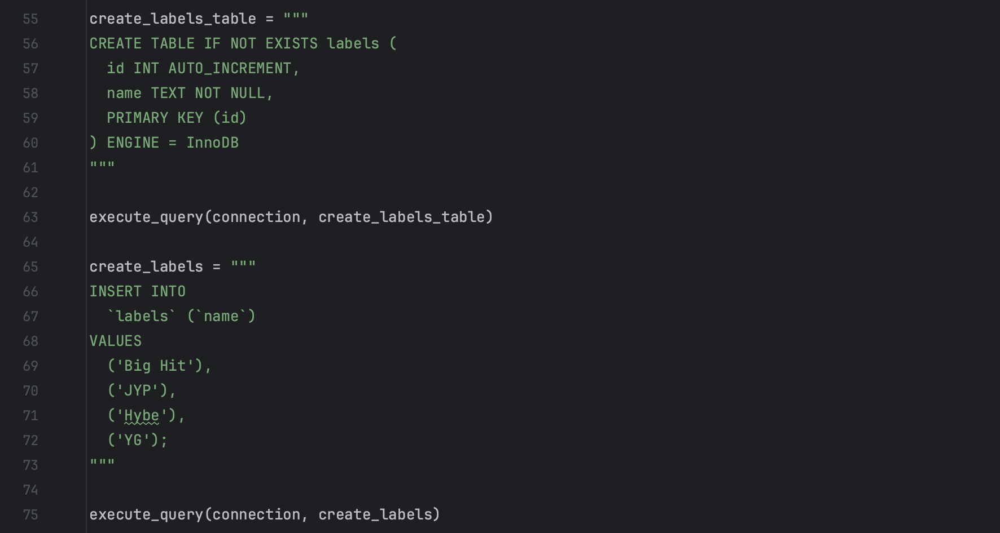 55 create_labels_table = """
56 CREATE TABLE IF NOT EXISTS labels (
57   id INT AUTO_INCREMENT,
58   name TEXT NOT NULL,
59   PRIMARY KEY (id)
60 ) ENGINE = InnoDB
61 """
62
63 execute_query(connection, create_labels_table)
64
65 create_labels = """
66 INSERT INTO
67   `labels` (`name`)
68 VALUES
69   ('Big Hit'),
70   ('JYP'),
71   ('Hybe'),
72   ('YG');
73 """
74
75 execute_query(connection, create_labels)